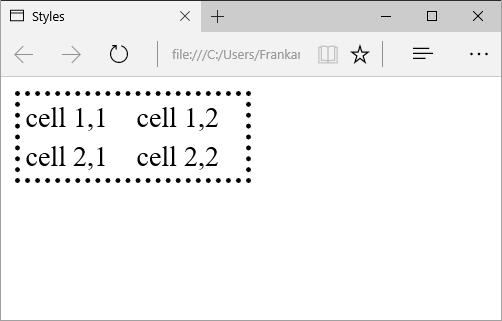 Styles
file:///C:/Users/Frankar
cell 1,1 cell 1,2
cell 2,1 cell 2,2